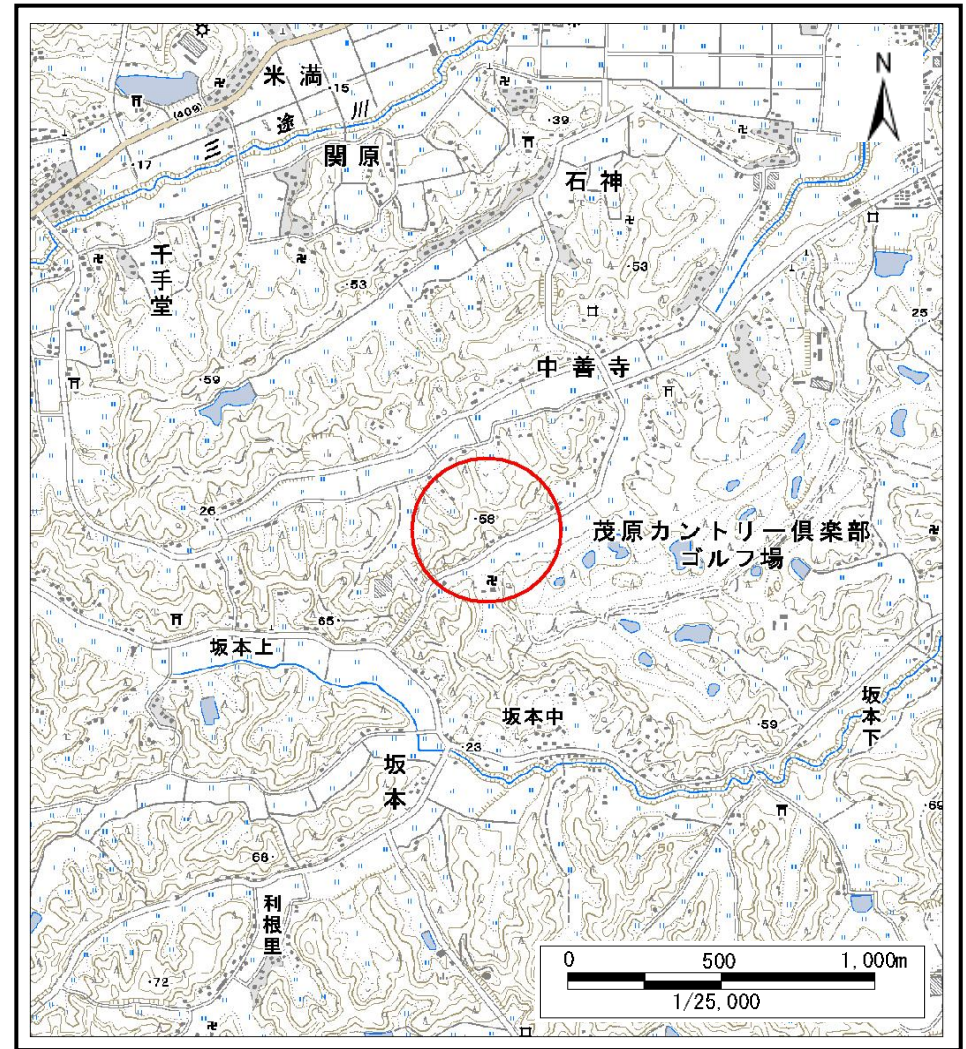 米満
・15
(409)
三途川
・17
関原
・39
N
石神
千手堂
・53
・53
25・
中善寺
・59
26・
・58
茂原カントリー倶楽部
ゴルフ場
65・
坂本上
坂本中
坂本下
・59
・23
坂本
・69
50
50
68・
利根里
・72
0 500 1,000m
1/25,000